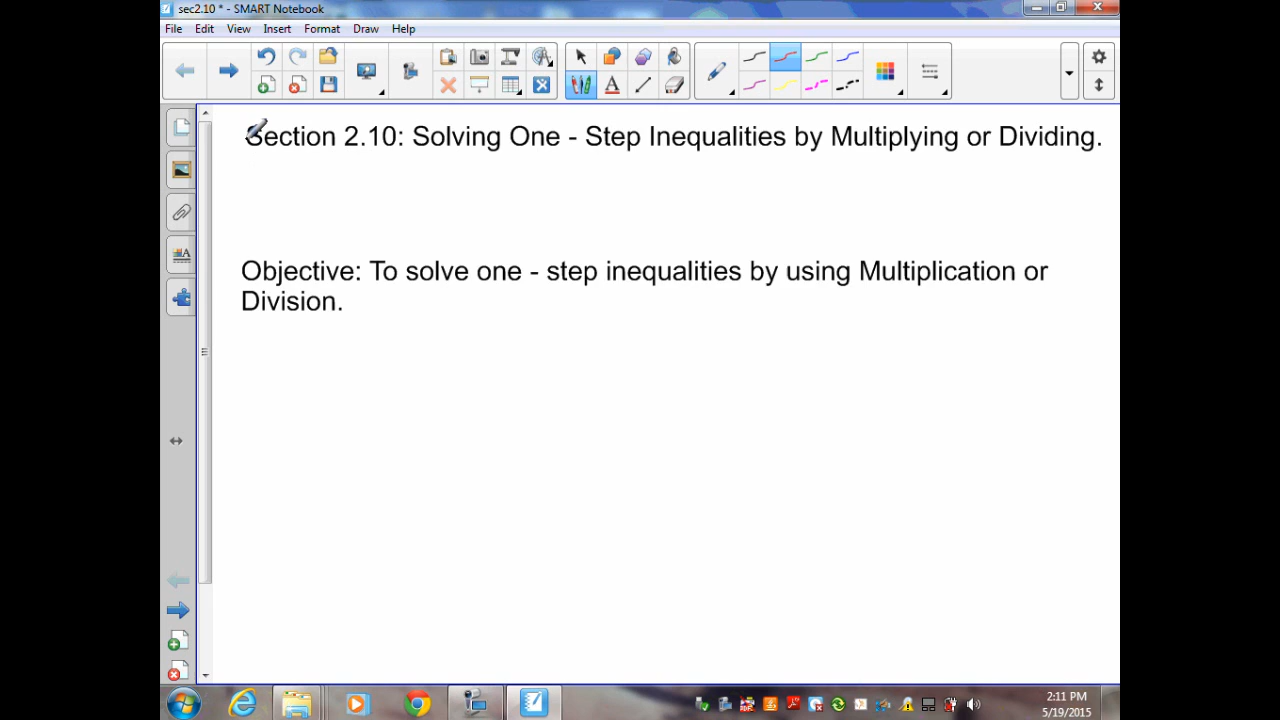 sec2.10 * - SMART Notebook
File Edit View Insert Format Draw Help
Section 2.10: Solving One - Step Inequalities by Multiplying or Dividing.
Objective: To solve one - step inequalities by using Multiplication or
Division.
2:11 PM
5/19/2015